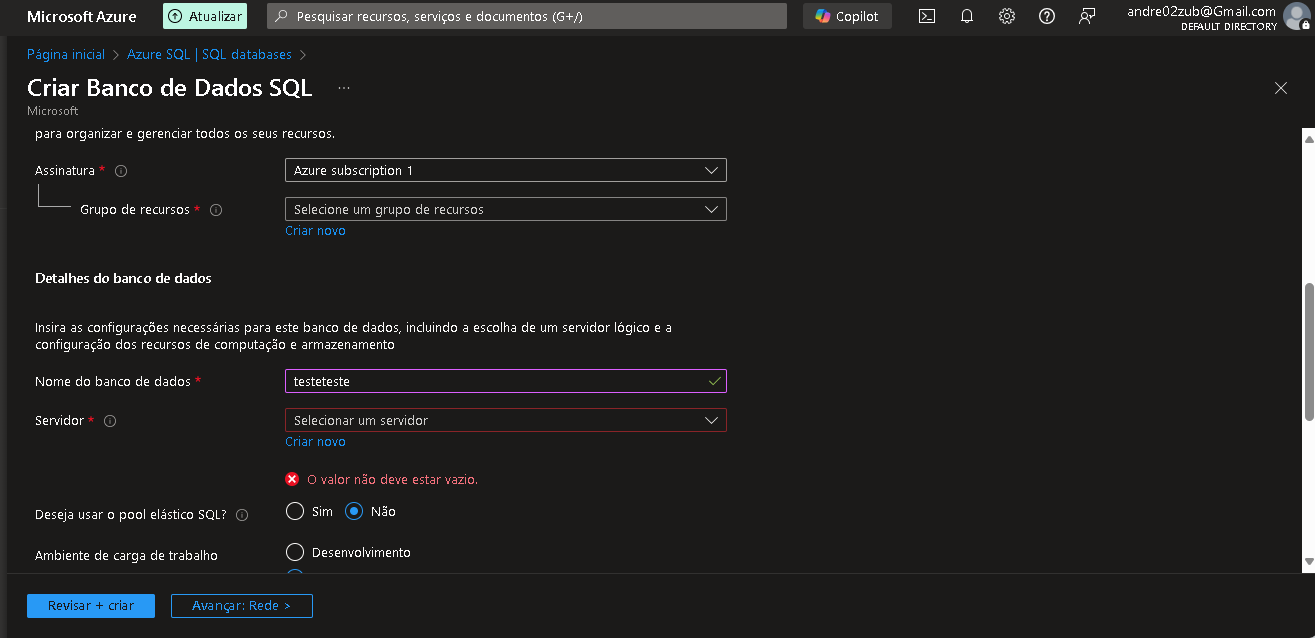 Microsoft Azure
Atualizar
Pesquisar recursos, serviços e documentos (G+/)
Copilot
andre02zub@Gmail.com
DEFAULT DIRECTORY
Página inicial > Azure SQL | SQL databases >
Criar Banco de Dados SQL ...
Microsoft
para organizar e gerenciar todos os seus recursos.
Assinatura *
Azure subscription 1
Grupo de recursos *
Selecione um grupo de recursos
Criar novo
Detalhes do banco de dados
Insira as configurações necessárias para este banco de dados, incluindo a escolha de um servidor lógico e a
configuração dos recursos de computação e armazenamento
Nome do banco de dados *
testeteste
Servidor *
Selecionar um servidor
Criar novo
O valor não deve estar vazio.
Deseja usar o pool elástico SQL?
Sim
Não
Ambiente de carga de trabalho
Desenvolvimento
Revisar + criar
Avançar: Rede >